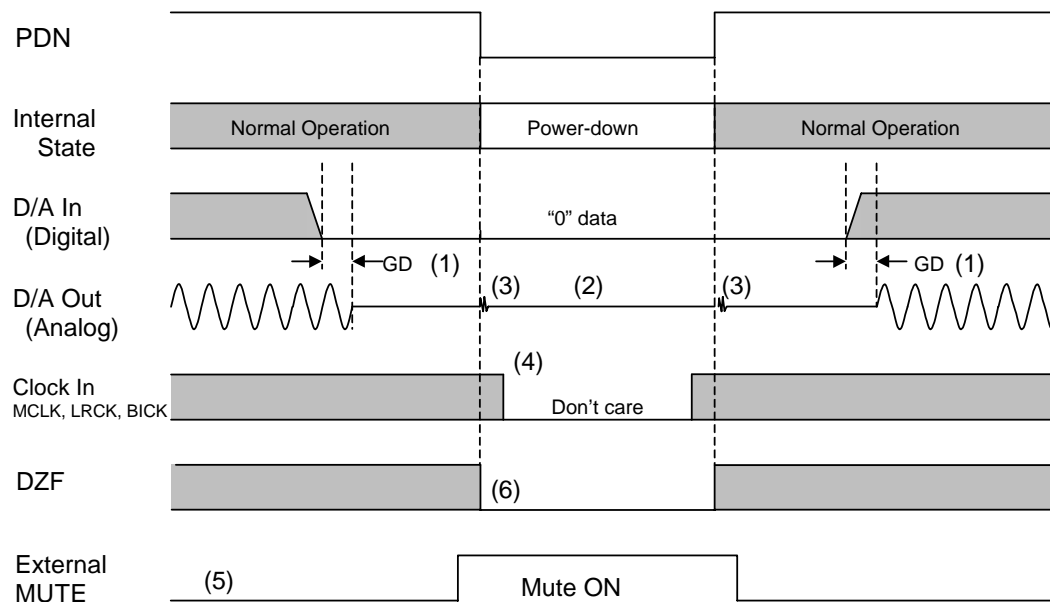 PDN
Internal
State
Normal Operation
Power-down
Normal Operation
D/A In
(Digital)
“0” data
GD
(1)
GD
(1)
D/A Out
(Analog)
(3)
(2)
(3)
Clock In
MCLK, LRCK, BICK
(4)
Don’t care
DZF
(6)
External
MUTE
(5)
Mute ON